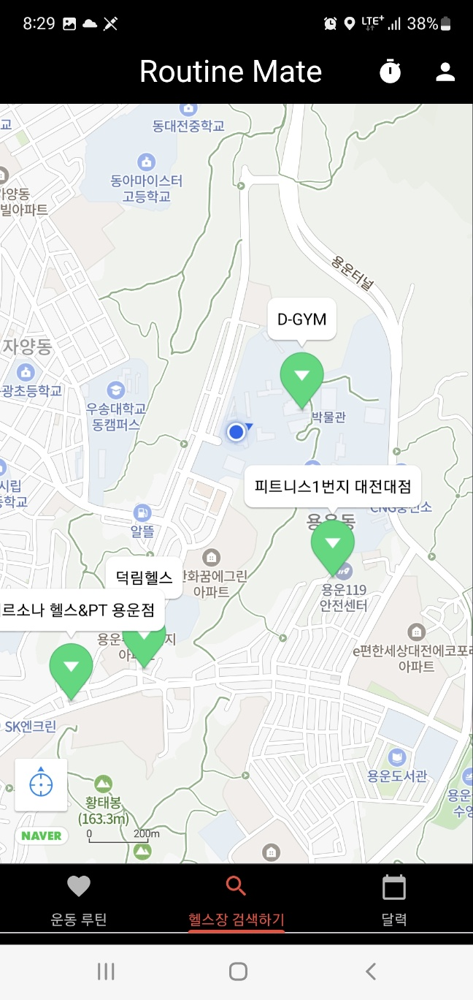 8:29
LTE+
38%
Routine Mate
교
동대전중학교
동아마이스터
고등학교
가양동
빌아파트
용운터널
D-GYM
자양동
광초등학교
우송대학교
동캠퍼스
박물관
시립
등학교
피트니스1번지 대전대점
CNG충전소
용운동
알뜰
한화꿈에그린
아파트
덕림헬스
르소나 헬스&PT 용운점
용운119
안전센터
e편한세상대전에코포레
아파트
SK엔크린
용운도서관
황태봉
(163.3m)
용운
수영
NAVER
0 200m
운동 루틴
헬스장 검색하기
달력